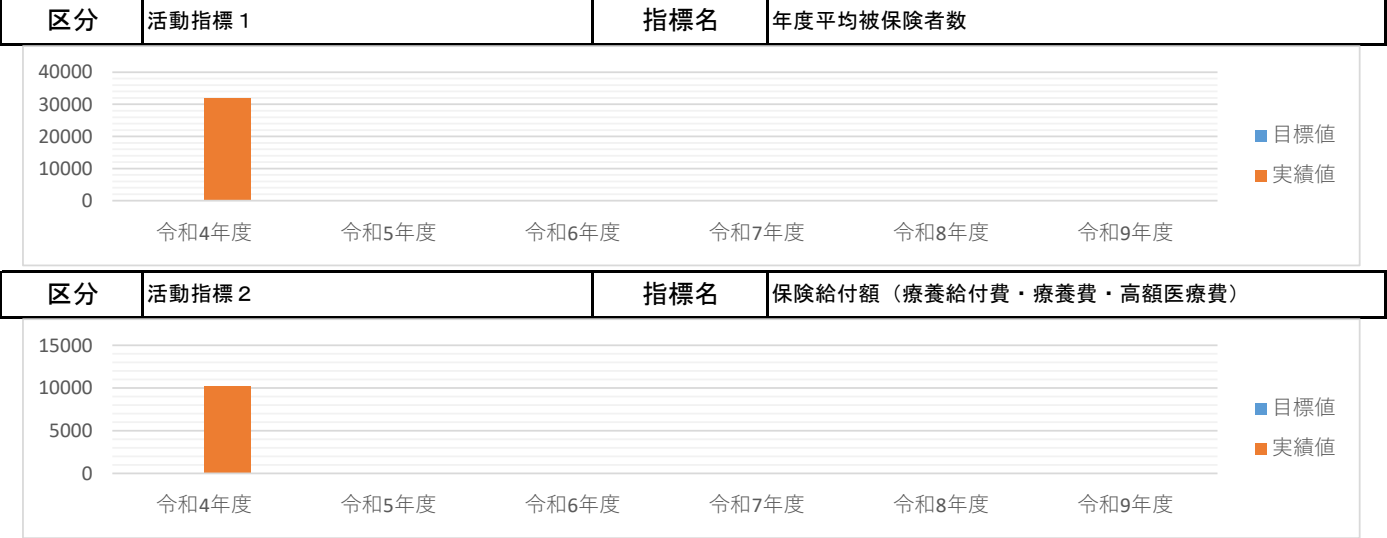 区分 活動指標１ 指標名 年度平均被保険者数
40000
30000
20000
10000
0
目標値
実績値
令和4年度 令和5年度 令和6年度 令和7年度 令和8年度 令和9年度
区分 活動指標２ 指標名 保険給付額（療養給付費・療養費・高額医療費）
15000
10000
5000
0
目標値
実績値
令和4年度 令和5年度 令和6年度 令和7年度 令和8年度 令和9年度